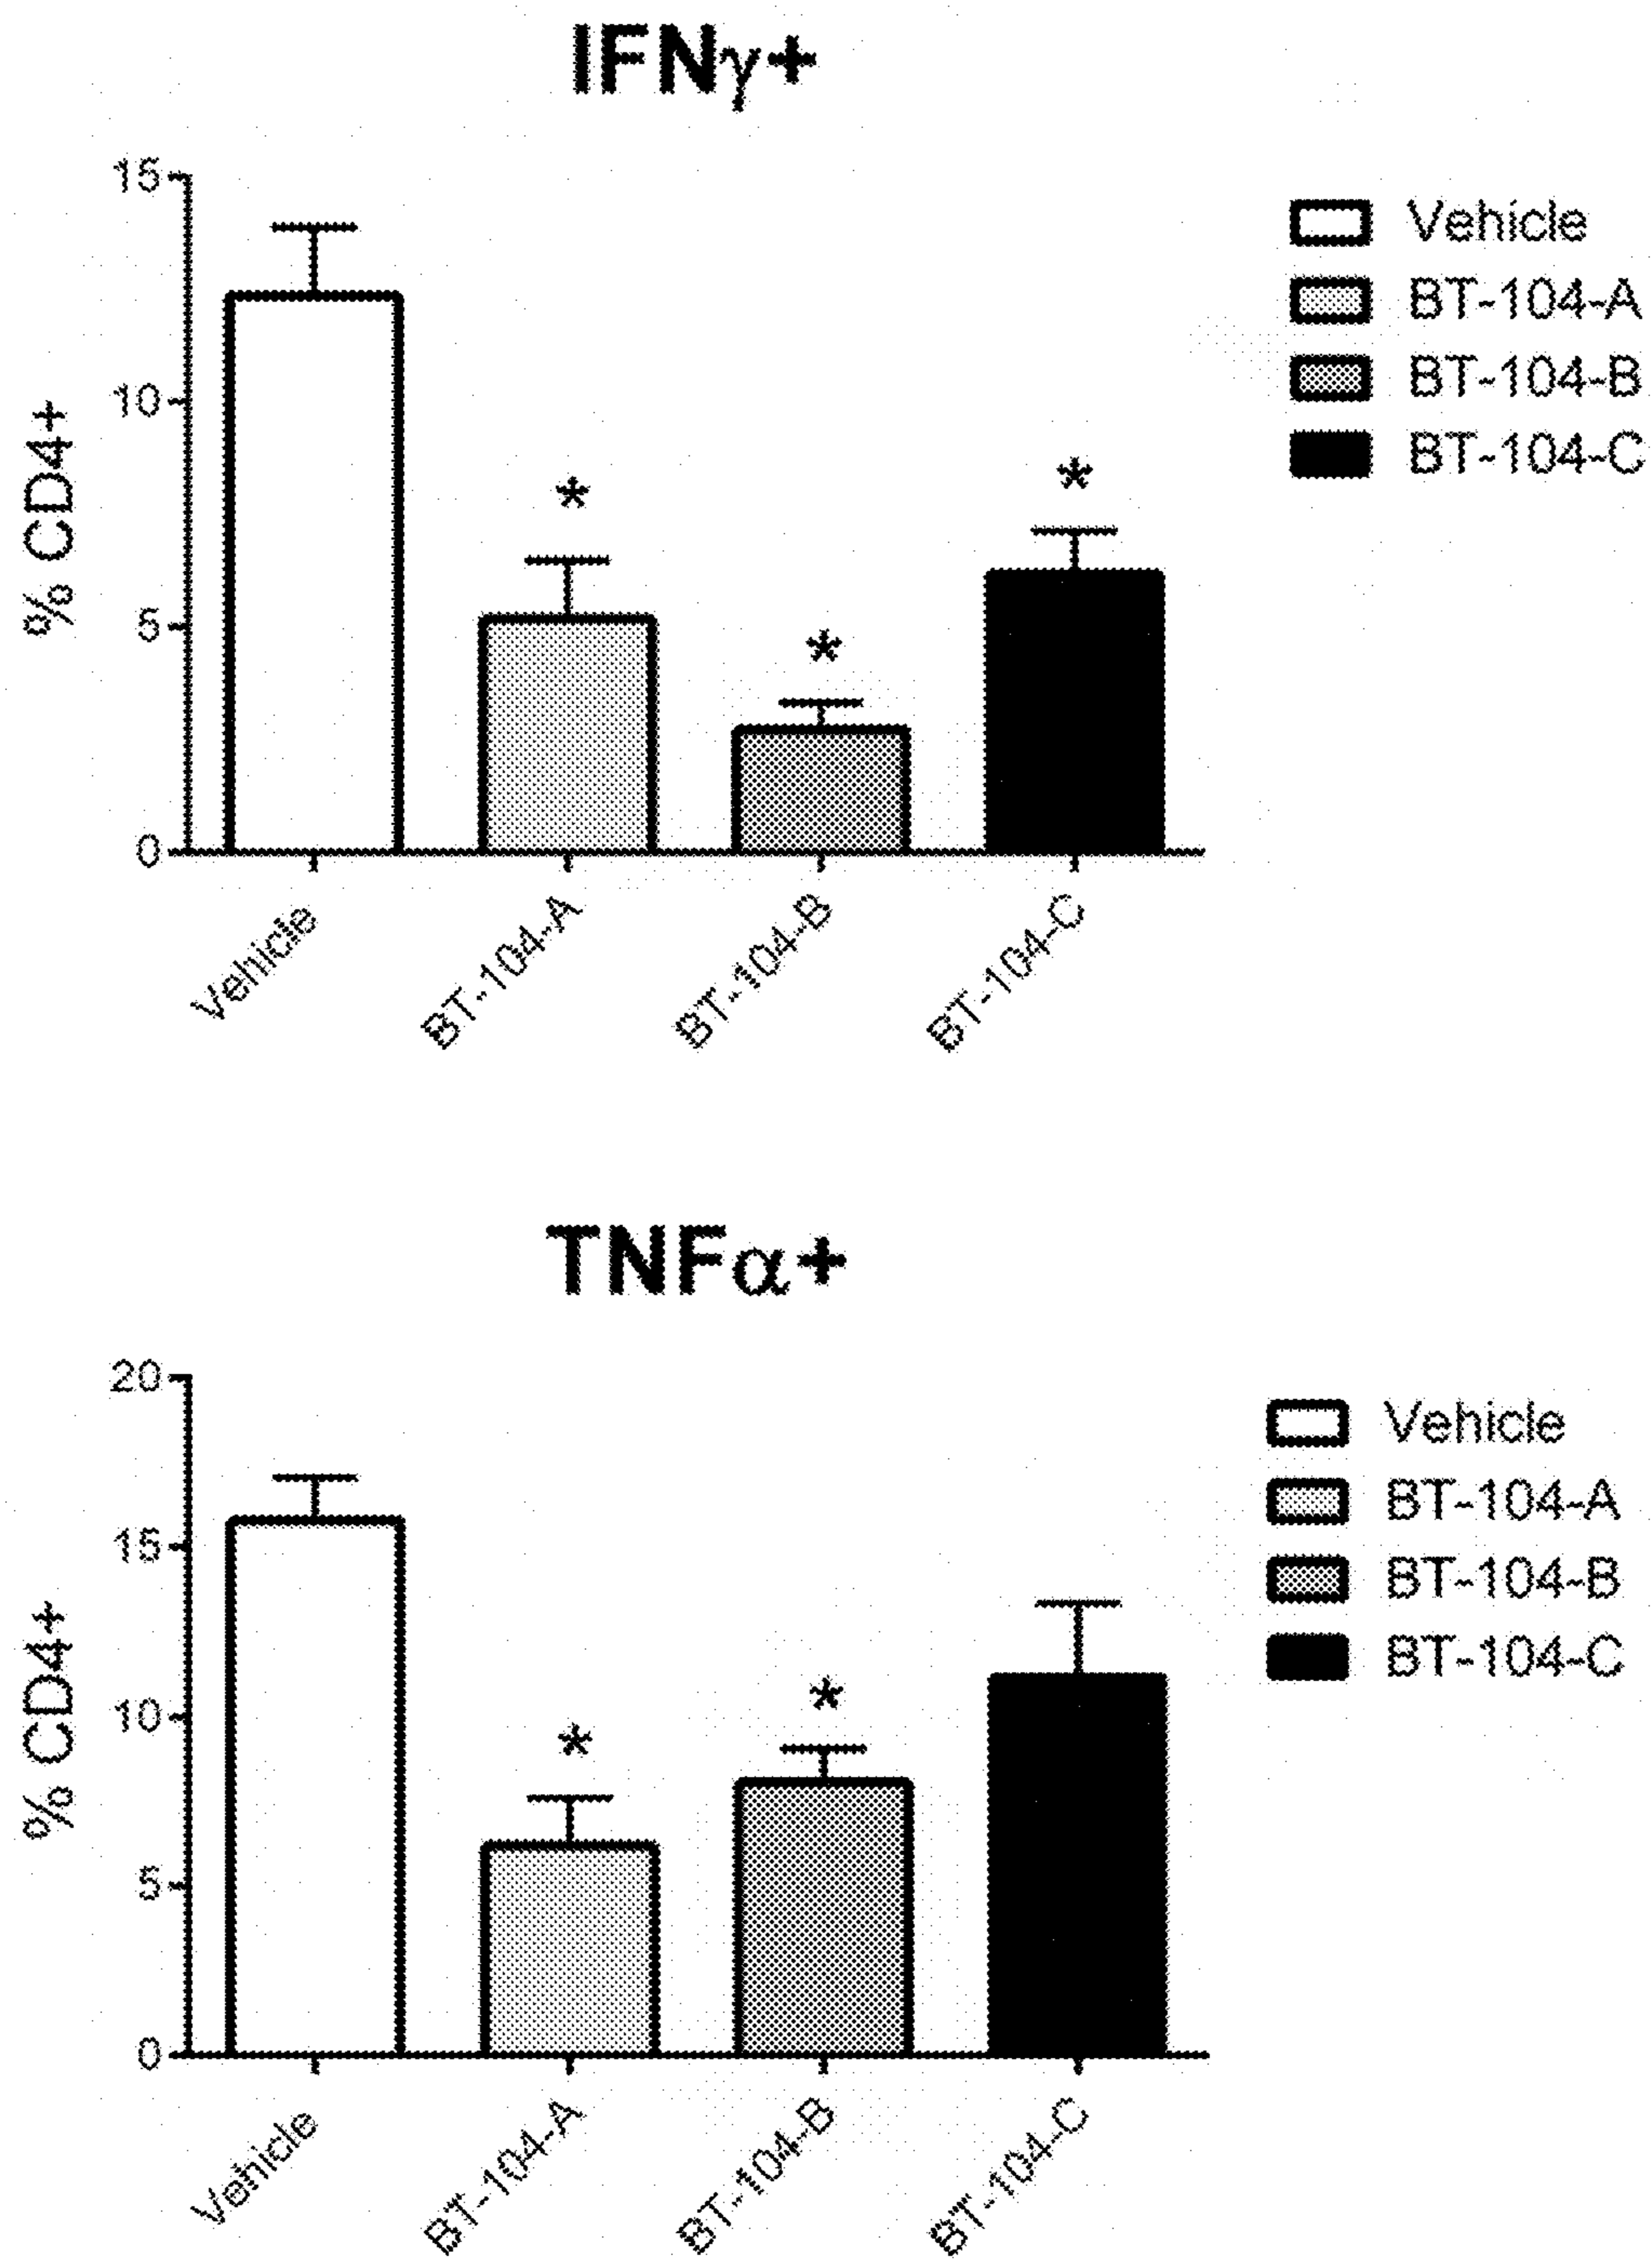 IFNγ+
15
10
5
0
% CD4+
*
*
*
Vehicle
BT-104-A
BT-104-B
BT-104-C
Vehicle
BT-104-A
BT-104-B
BT-104-C
TNFα+
20
15
10
5
0
% CD4+
*
*
Vehicle
BT-104-A
BT-104-B
BT-104-C
Vehicle
BT-104-A
BT-104-B
BT-104-C